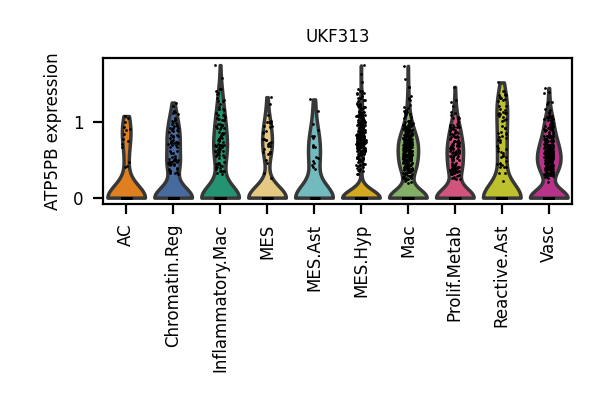 UKF313
ATP5PB expression
1
0
AC
Chromatin.Reg
Inflammatory.Mac
MES
MES.Ast
MES.Hyp
Mac
Prolif.Metab
Reactive.Ast
Vasc